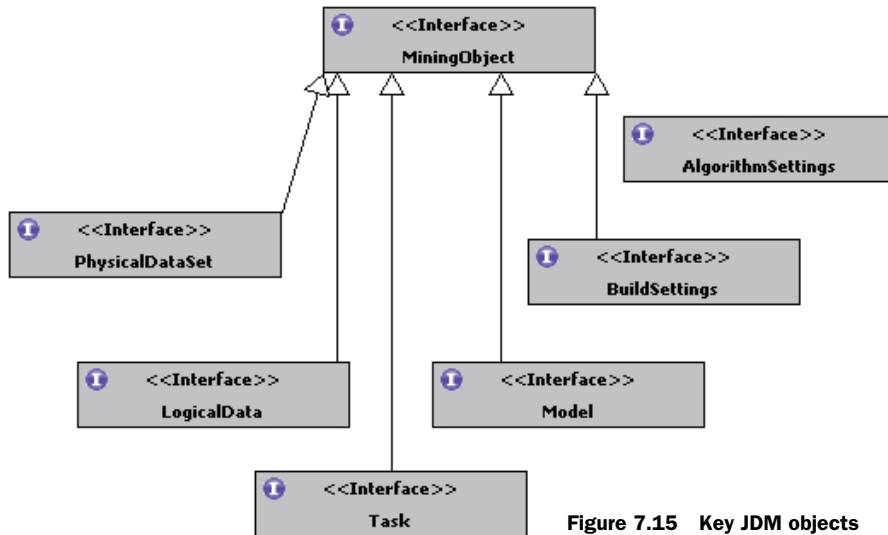 I <<Interface>>
MiningObject
I <<Interface>>
AlgorithmSettings
I <<Interface>>
PhysicalDataSet
I <<Interface>>
BuildSettings
I <<Interface>>
LogicalData
I <<Interface>>
Model
I <<Interface>>
Task
Figure 7.15 Key JDM objects